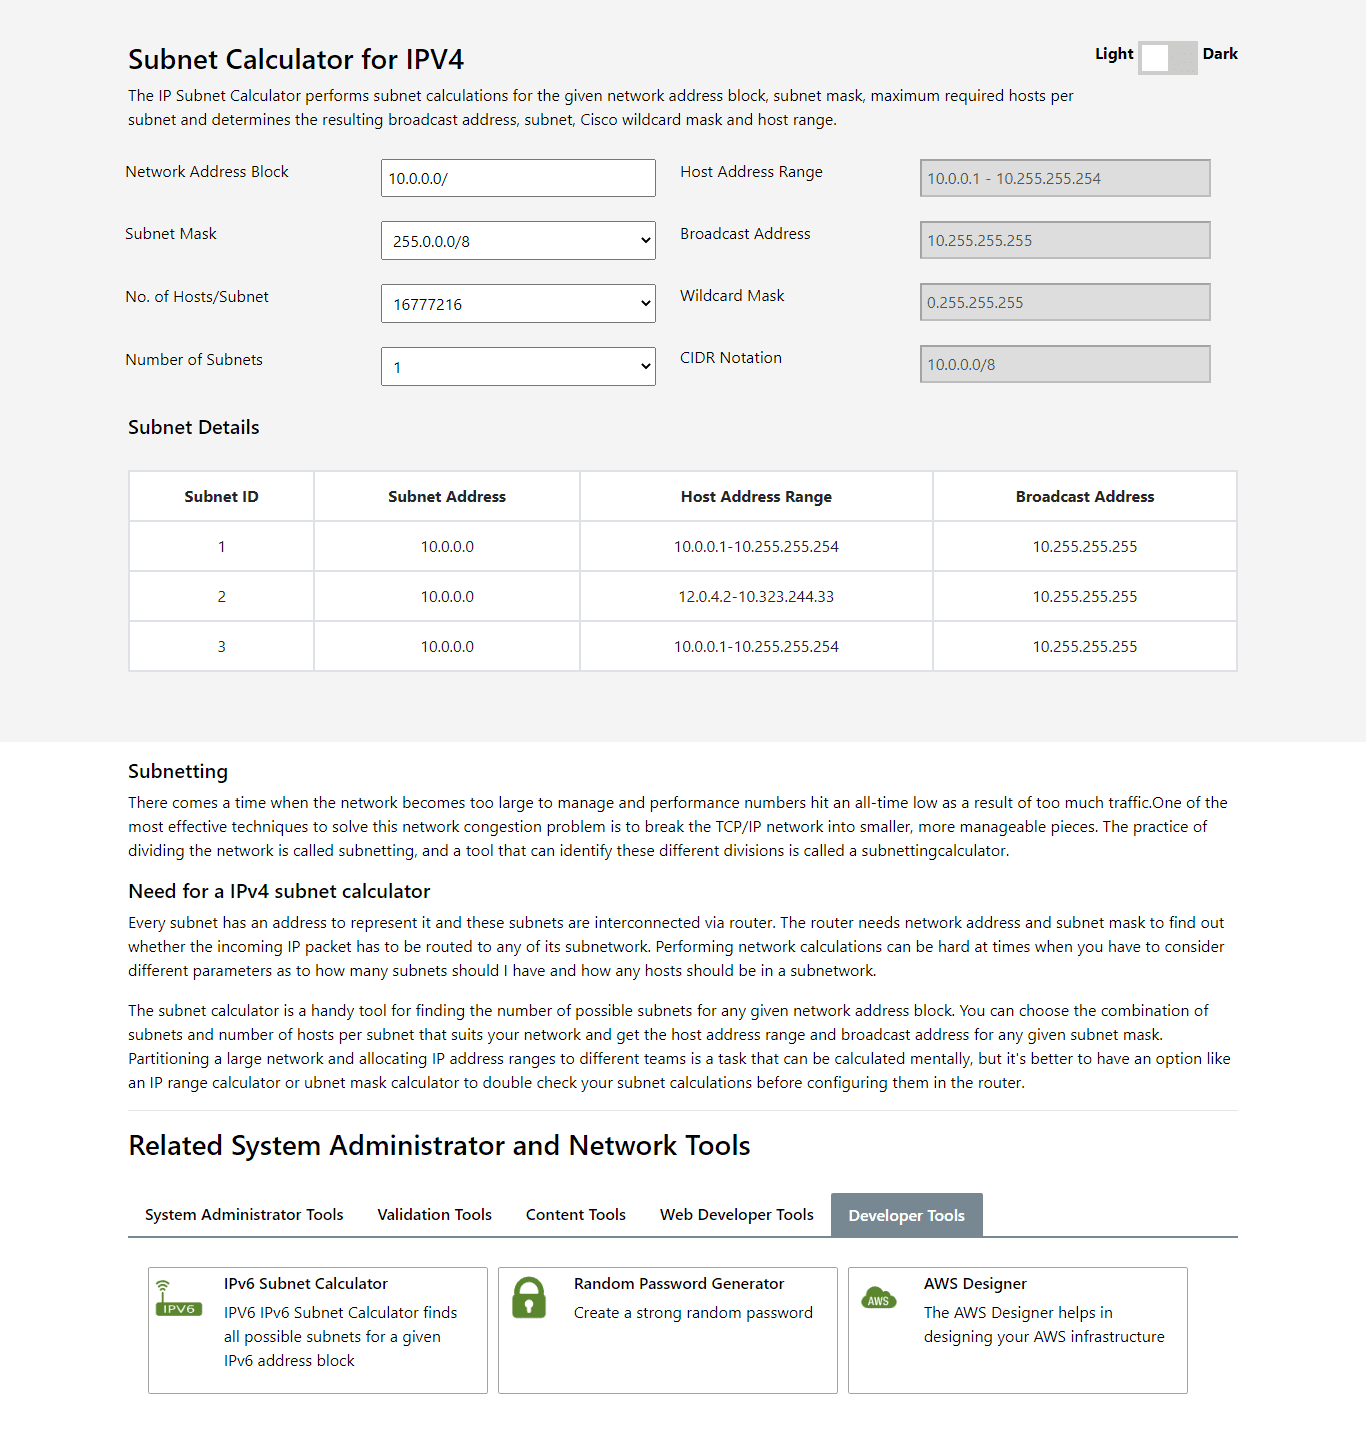 Subnet Calculator for IPV4
Light Dark
The IP Subnet Calculator performs subnet calculations for the given network address block, subnet mask, maximum required hosts per
subnet and determines the resulting broadcast address, subnet, Cisco wildcard mask and host range.
Network Address Block 10.0.0.0/ Host Address Range 10.0.0.1 - 10.255.255.254
Subnet Mask 255.0.0.0/8 Broadcast Address 10.255.255.255
No. of Hosts/Subnet 16777216 Wildcard Mask 0.255.255.255
Number of Subnets 1 CIDR Notation 10.0.0.0/8
Subnet Details
Subnet ID Subnet Address Host Address Range Broadcast Address
1 10.0.0.0 10.0.0.1-10.255.255.254 10.255.255.255
2 10.0.0.0 12.0.4.2-10.323.244.33 10.255.255.255
3 10.0.0.0 10.0.0.1-10.255.255.254 10.255.255.255
Subnetting
There comes a time when the network becomes too large to manage and performance numbers hit an all-time low as a result of too much traffic.One of the
most effective techniques to solve this network congestion problem is to break the TCP/IP network into smaller, more manageable pieces. The practice of
dividing the network is called subnetting, and a tool that can identify these different divisions is called a subnettingcalculator.
Need for a IPv4 subnet calculator
Every subnet has an address to represent it and these subnets are interconnected via router. The router needs network address and subnet mask to find out
whether the incoming IP packet has to be routed to any of its subnetwork. Performing network calculations can be hard at times when you have to consider
different parameters as to how many subnets should I have and how any hosts should be in a subnetwork.
The subnet calculator is a handy tool for finding the number of possible subnets for any given network address block. You can choose the combination of
subnets and number of hosts per subnet that suits your network and get the host address range and broadcast address for any given subnet mask.
Partitioning a large network and allocating IP address ranges to different teams is a task that can be calculated mentally, but it's better to have an option like
an IP range calculator or ubnet mask calculator to double check your subnet calculations before configuring them in the router.
Related System Administrator and Network Tools
System Administrator Tools Validation Tools Content Tools Web Developer Tools Developer Tools
IPV6
IPv6 Subnet Calculator
IPV6 IPv6 Subnet Calculator finds
all possible subnets for a given
IPv6 address block
Random Password Generator
Create a strong random password
AWS
AWS Designer
The AWS Designer helps in
designing your AWS infrastructure